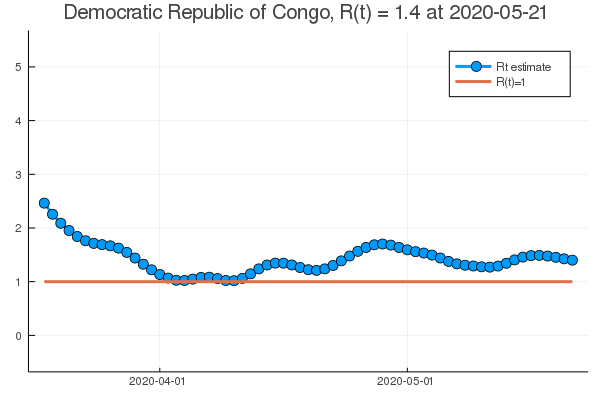 Democratic Republic of Congo, R(t) = 1.4 at 2020-05-21
Rt estimate
R(t)=1
5
4
3
2
1
0
2020-04-01
2020-05-01